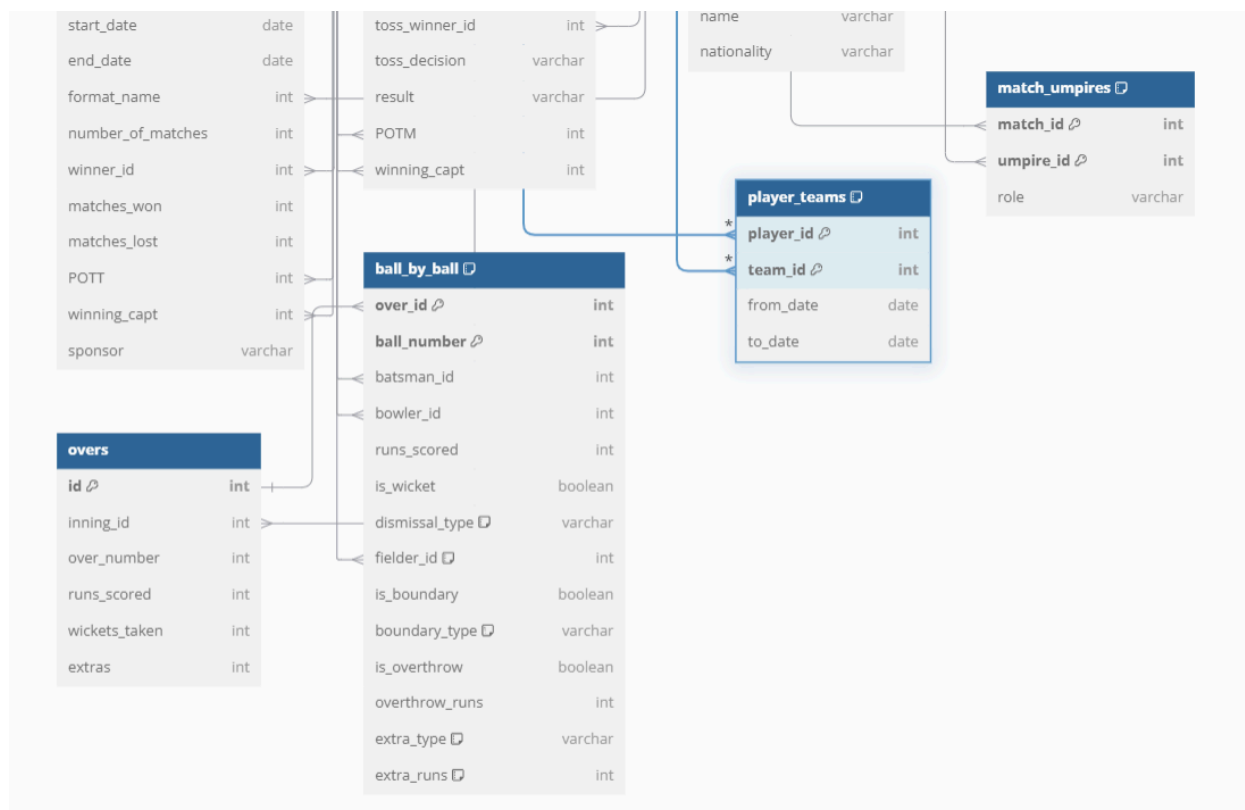 start_date date
end_date date
format_name int
number_of_matches int
winner_id int
matches_won int
matches_lost int
POTT int
winning_capt int
sponsor varchar
toss_winner_id int
toss_decision varchar
result varchar
POTM int
winning_capt int
name varchar
nationality varchar
match_umpires
match_id int
umpire_id int
role varchar
player_teams
* player_id int
* team_id int
from_date date
to_date date
ball_by_ball
over_id int
ball_number int
batsman_id int
bowler_id int
runs_scored int
is_wicket boolean
dismissal_type varchar
fielder_id int
is_boundary boolean
boundary_type varchar
is_overthrow boolean
overthrow_runs int
extra_type varchar
extra_runs int
overs
id int
inning_id int
over_number int
runs_scored int
wickets_taken int
extras int